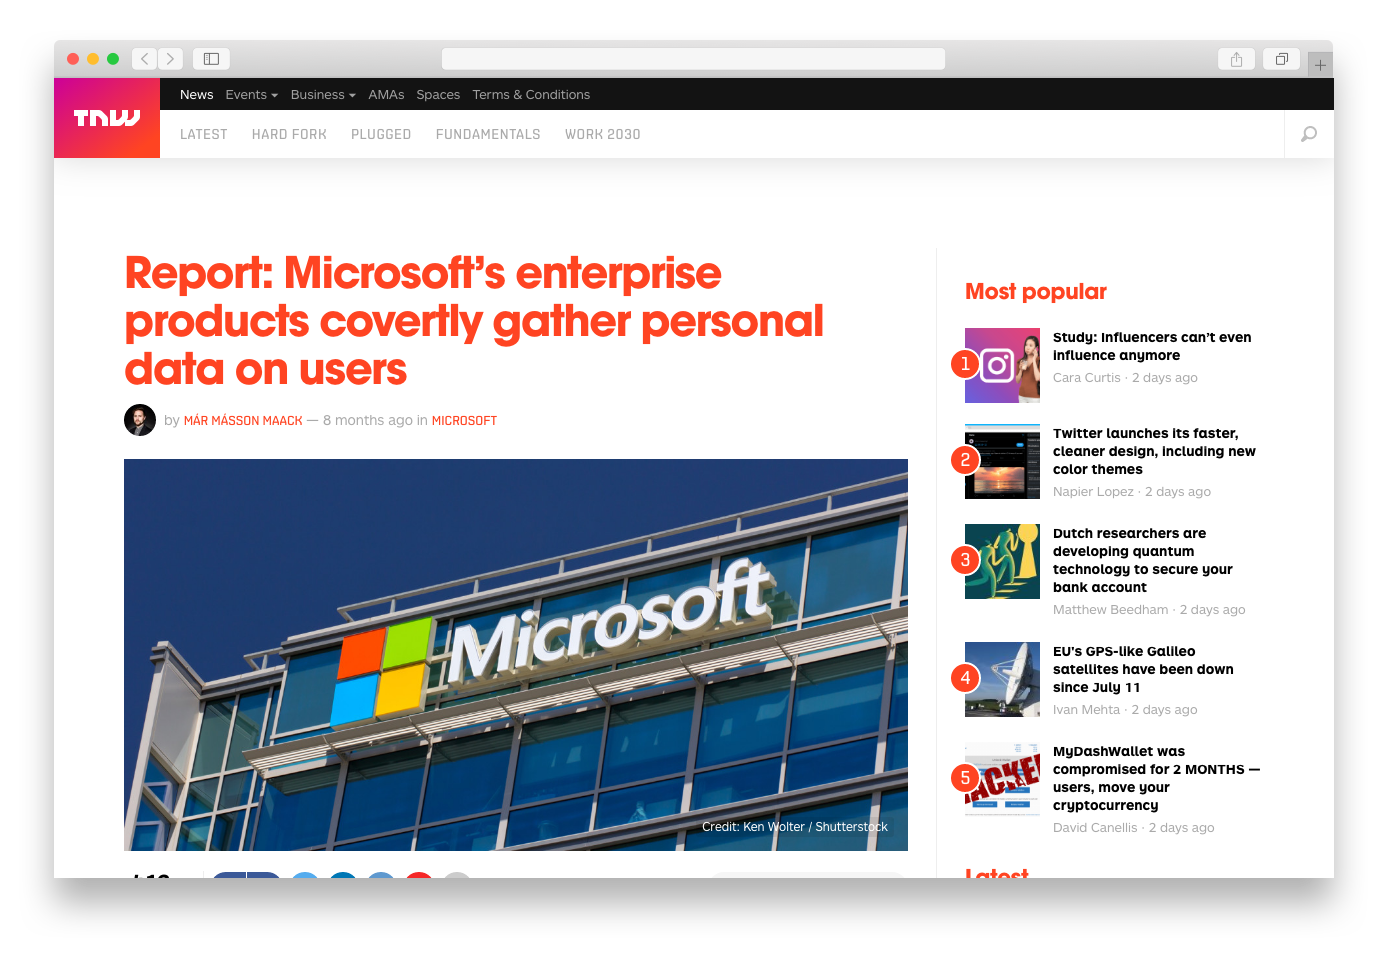 TNW
News Events Business AMAs Spaces Terms & Conditions
LATEST HARD FORK PLUGGED FUNDAMENTALS WORK 2030
Report: Microsoft's enterprise
products covertly gather personal
data on users
by MÁR MÁSSON MAACK — 8 months ago in MICROSOFT
Microsoft
Credit: Ken Wolter / Shutterstock
Most popular
1
Study: Influencers can't even
influence anymore
Cara Curtis · 2 days ago
2
Twitter launches its faster,
cleaner design, including new
color themes
Napier Lopez · 2 days ago
3
Dutch researchers are
developing quantum
technology to secure your
bank account
Matthew Beedham · 2 days ago
4
EU's GPS-like Galileo
satellites have been down
since July 11
Ivan Mehta · 2 days ago
5
MyDashWallet was
compromised for 2 MONTHS —
users, move your
cryptocurrency
David Canellis · 2 days ago
Latest